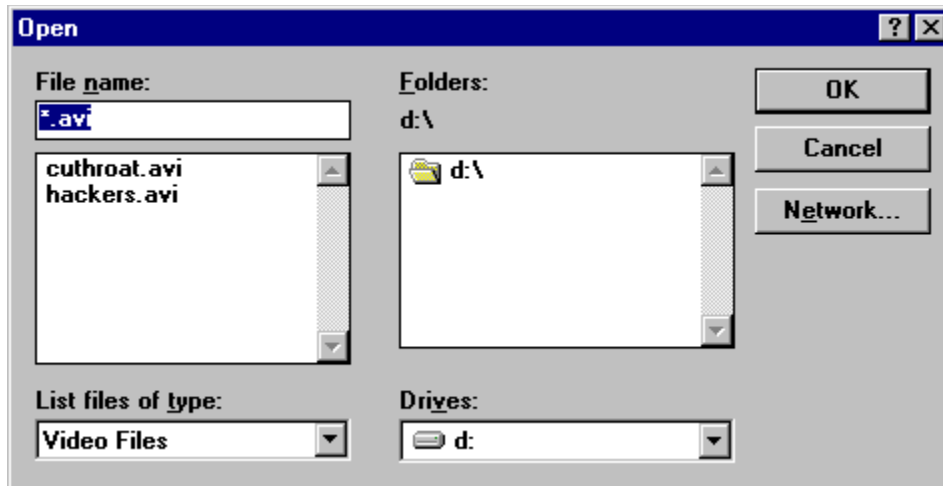 Open
File name:
*.avi
cuthroat.avi
hackers.avi
List files of type:
Video Files
Folders:
d:\
d:\
Drives:
d:
OK
Cancel
Network...